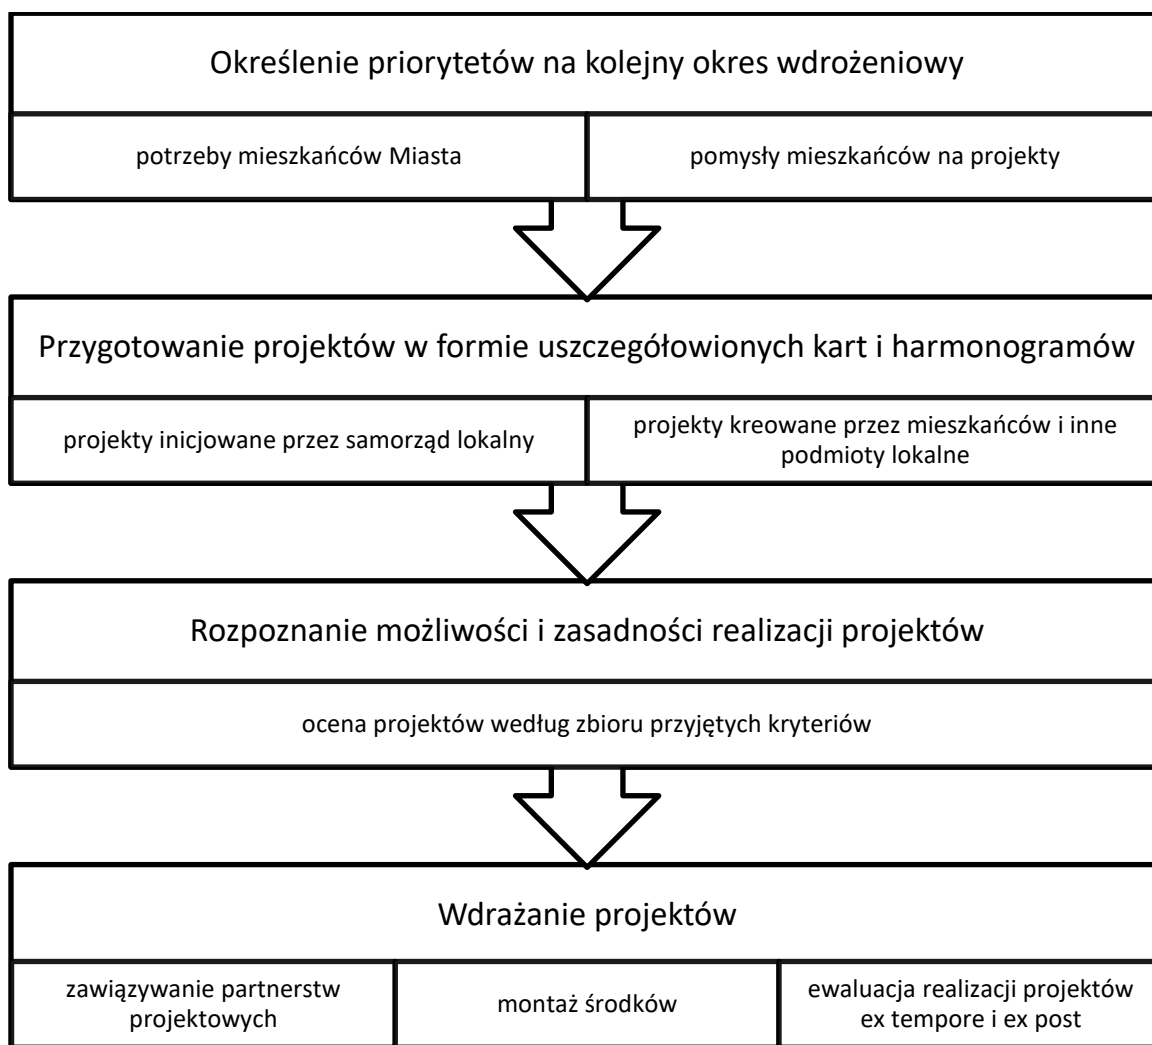 Określenie priorytetów na kolejny okres wdrożeniowy
potrzeby mieszkańców Miasta
pomysły mieszkańców na projekty
Przygotowanie projektów w formie uszczegółowionych kart i harmonogramów
projekty inicjowane przez samorząd lokalny
projekty kreowane przez mieszkańców i inne
podmioty lokalne
Rozpoznanie możliwości i zasadności realizacji projektów
ocena projektów według zbioru przyjętych kryteriów
Wdrażanie projektów
zawiązywanie partnerstw
projektowych
montaż środków
ewaluacja realizacji projektów
ex tempore i ex post